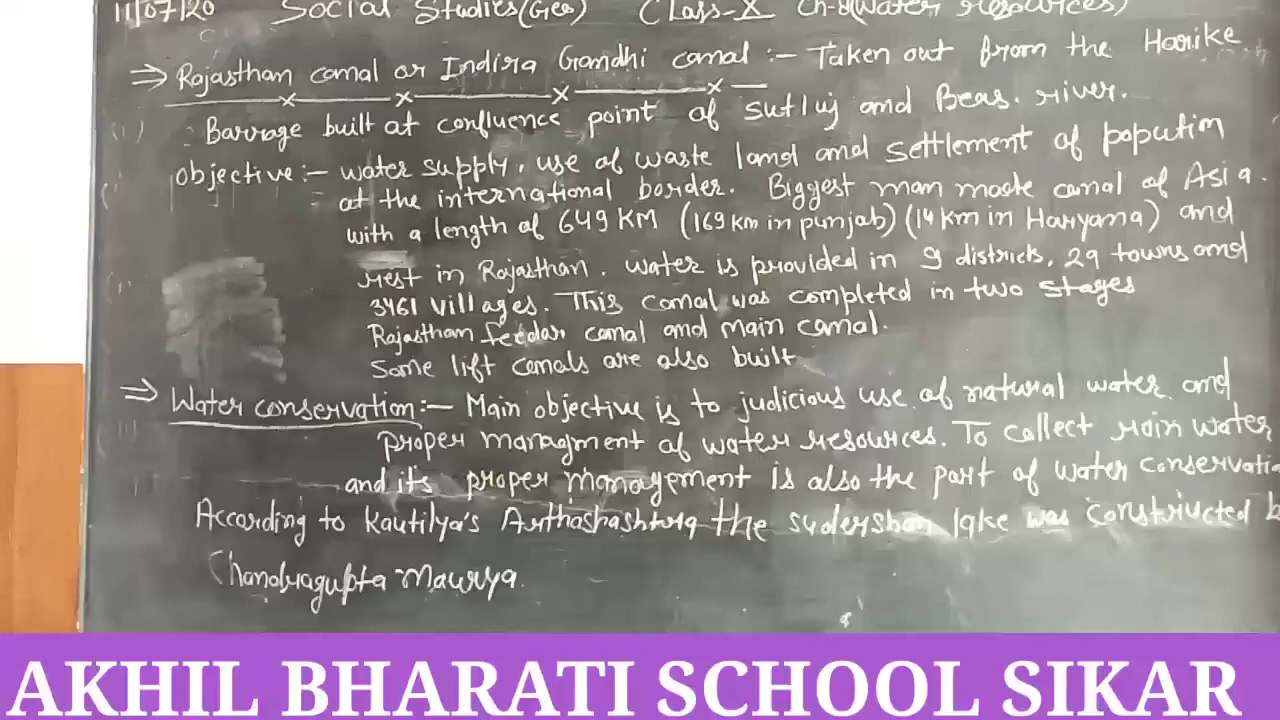 11/07/20 Social Studies(Geo) Class-X Ch-8(Water resources)
⇒ Rajasthan canal or Indira Gandhi canal :- Taken out from the Harike
Barrage built at confluence point of Sutluj and Beas. river.
objective :- water supply, use of waste land and settlement of popution
at the international border. Biggest man made canal of Asia.
with a length of 649 KM (169 km in punjab) (14 km in Haryana) and
rest in Rajasthan. water is provided in 9 districts, 29 towns and
3461 villages. This canal was completed in two stages
Rajasthan feedar canal and main canal.
Some lift canals are also built
⇒ Water conservation :- Main objective is to judicious use of natural water and
proper managment of water resources. To collect rain water
and its proper management is also the part of water conservatio
According to Kautilya's Arthashashtra the sudershan lake was constructed b
Chandragupta Maurya.
AKHIL BHARATI SCHOOL SIKAR